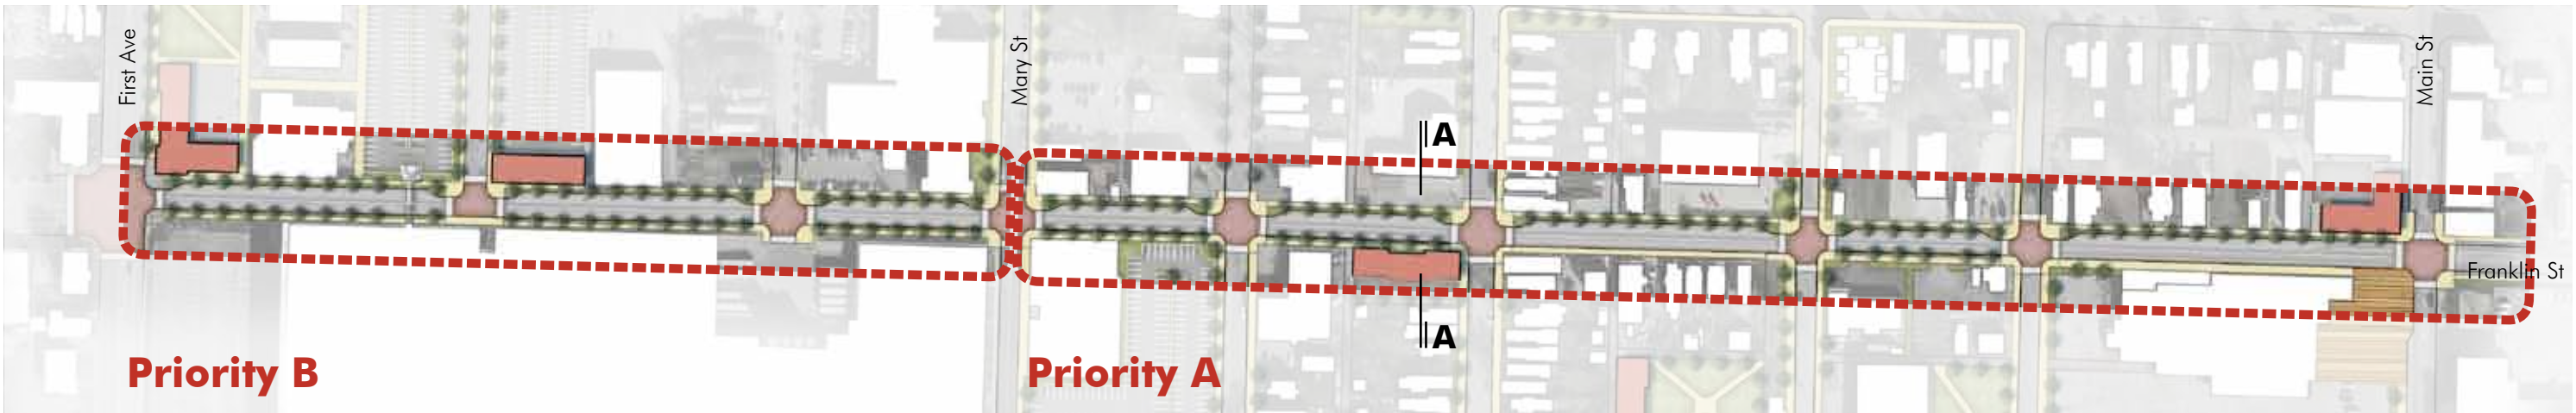 First Ave
Mary St
Main St
A
Franklin St
A
Priority B
Priority A